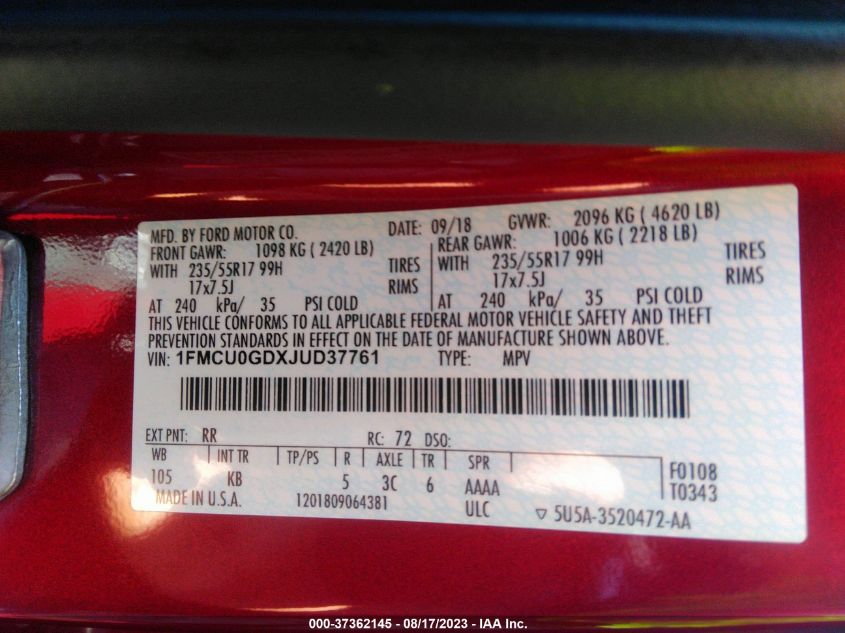 MFD. BY FORD MOTOR CO. DATE: 09/18 GVWR: 2096 KG ( 4620 LB)
FRONT GAWR: 1098 KG ( 2420 LB) REAR GAWR: 1006 KG ( 2218 LB)
WITH 235/55R17 99H TIRES WITH 235/55R17 99H TIRES
17x7.5J RIMS 17x7.5J RIMS
AT 240 kPa/ 35 PSI COLD AT 240 kPa/ 35 PSI COLD
THIS VEHICLE CONFORMS TO ALL APPLICABLE FEDERAL MOTOR VEHICLE SAFETY AND THEFT
PREVENTION STANDARDS IN EFFECT ON THE DATE OF MANUFACTURE SHOWN ABOVE.
VIN: 1FMCU0GDXJUD37761 TYPE: MPV
EXT PNT: RR RC: 72 DSO:
WB INT TR TP/PS R AXLE TR SPR F0108
105 KB 5 3C 6 AAAA T0343
MADE IN U.S.A. 1201809064381 ULC ▽ 5U5A-3520472-AA
000-37362145 - 08/17/2023 - IAA Inc.